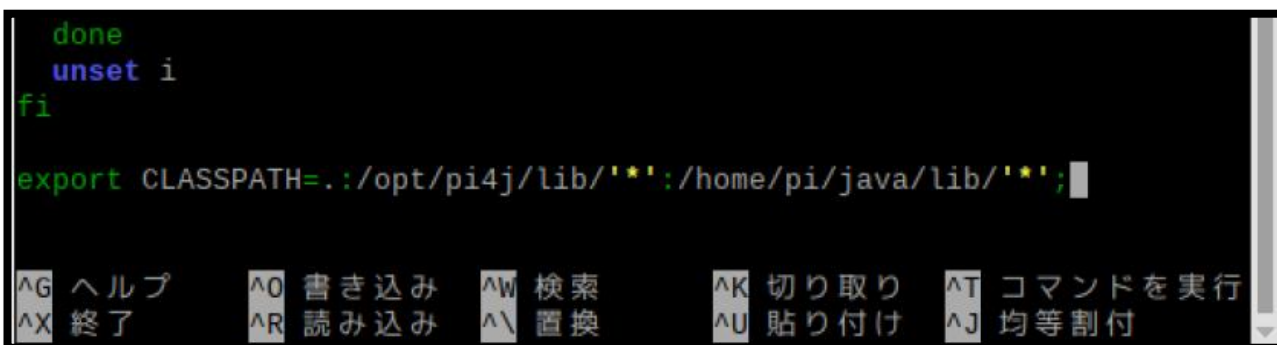 done
unset i
fi
export CLASSPATH=.:/opt/pi4j/lib/'*':/home/pi/java/lib/'*';
^G ヘルプ ^O 書き込み ^W 検索 ^K 切り取り ^T コマンドを実行
^X 終了 ^R 読み込み ^\ 置換 ^U 貼り付け ^J 均等割付